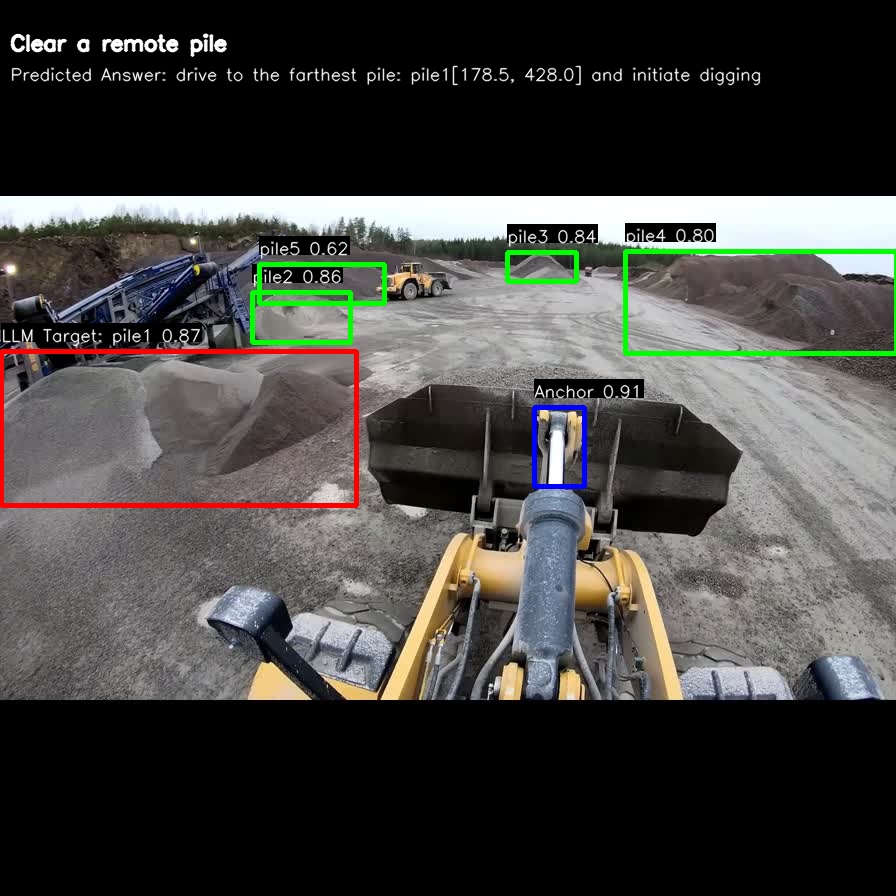 Clear a remote pile
Predicted Answer: drive to the farthest pile: pile1[178.5, 428.0] and initiate digging
pile3 0.84
pile4 0.80
pile5 0.62
pile2 0.86
LLM Target: pile1 0.87
Anchor 0.91